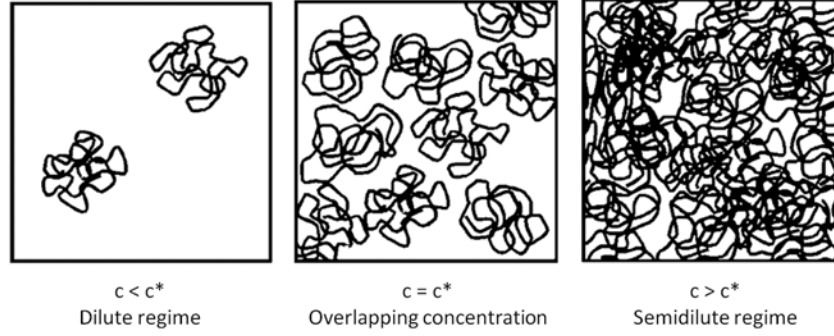 c < c*
Dilute regime
c = c*
Overlapping concentration
c > c*
Semidilute regime